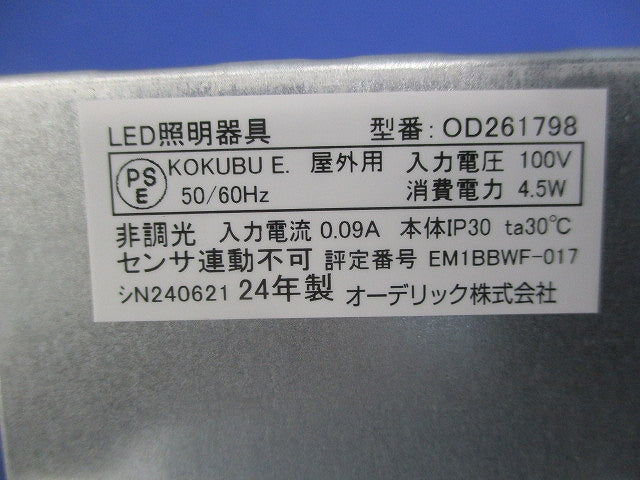 LED照明器具 型番: OD261798
PSE KOKUBU E. 屋外用 入力電圧 100V
50/60Hz 消費電力 4.5W
非調光 入力電流 0.09A 本体IP30 ta30℃
センサ連動不可 評定番号 EM1BBWF-017
シN240621 24年製 オーデリック株式会社